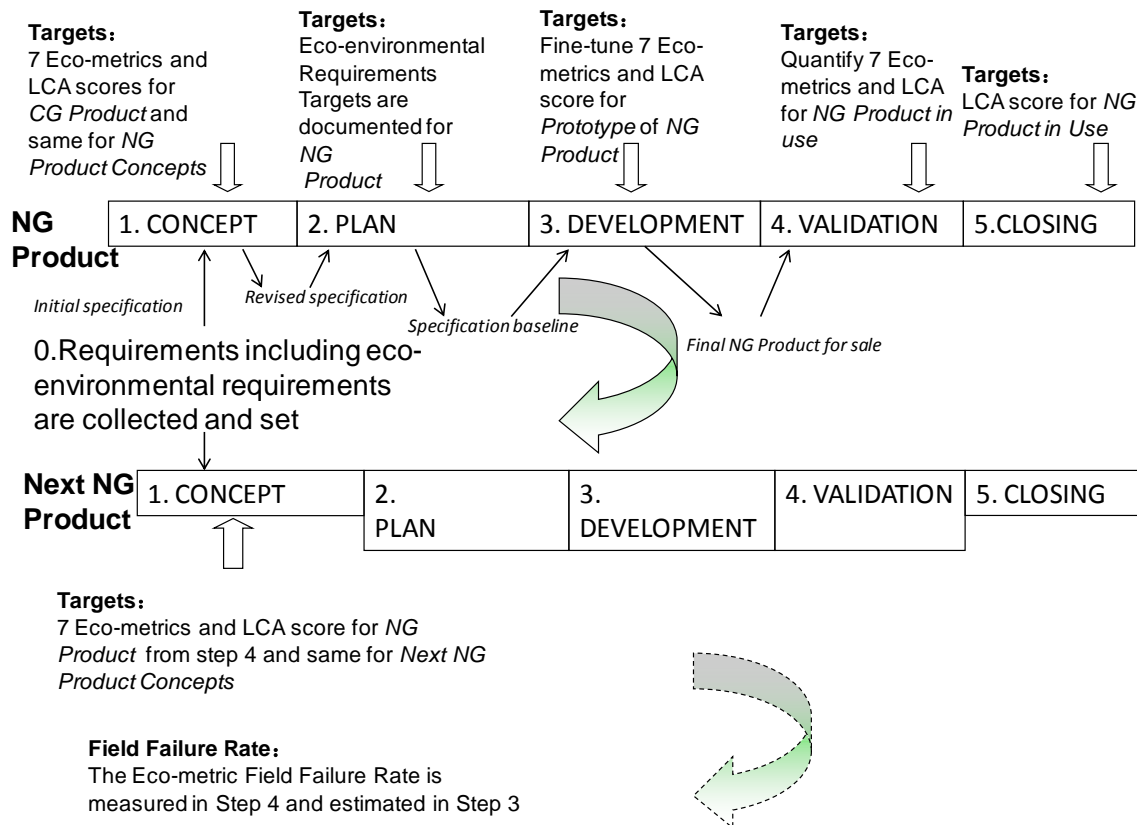 Targets：
7 Eco-metrics and
LCA scores for
CG Product and
same for NG
Product Concepts
Targets：
Eco-environmental
Requirements
Targets are
documented for
NG
Product
Targets：
Fine-tune 7 Eco-
metrics and LCA
score for
Prototype of NG
Product
Targets：
Quantify 7 Eco-
metrics and LCA
for NG Product in
use
Targets：
LCA score for NG
Product in Use
NG
Product
1. CONCEPT
2. PLAN
3. DEVELOPMENT
4. VALIDATION
5.CLOSING
Initial specification
Revised specification
Specification baseline
Final NG Product for sale
0.Requirements including eco-
environmental requirements
are collected and set
Next NG
Product
1. CONCEPT
2.
PLAN
3.
DEVELOPMENT
4. VALIDATION
5. CLOSING
Targets：
7 Eco-metrics and LCA score for NG
Product from step 4 and same for Next NG
Product Concepts
Field Failure Rate：
The Eco-metric Field Failure Rate is
measured in Step 4 and estimated in Step 3